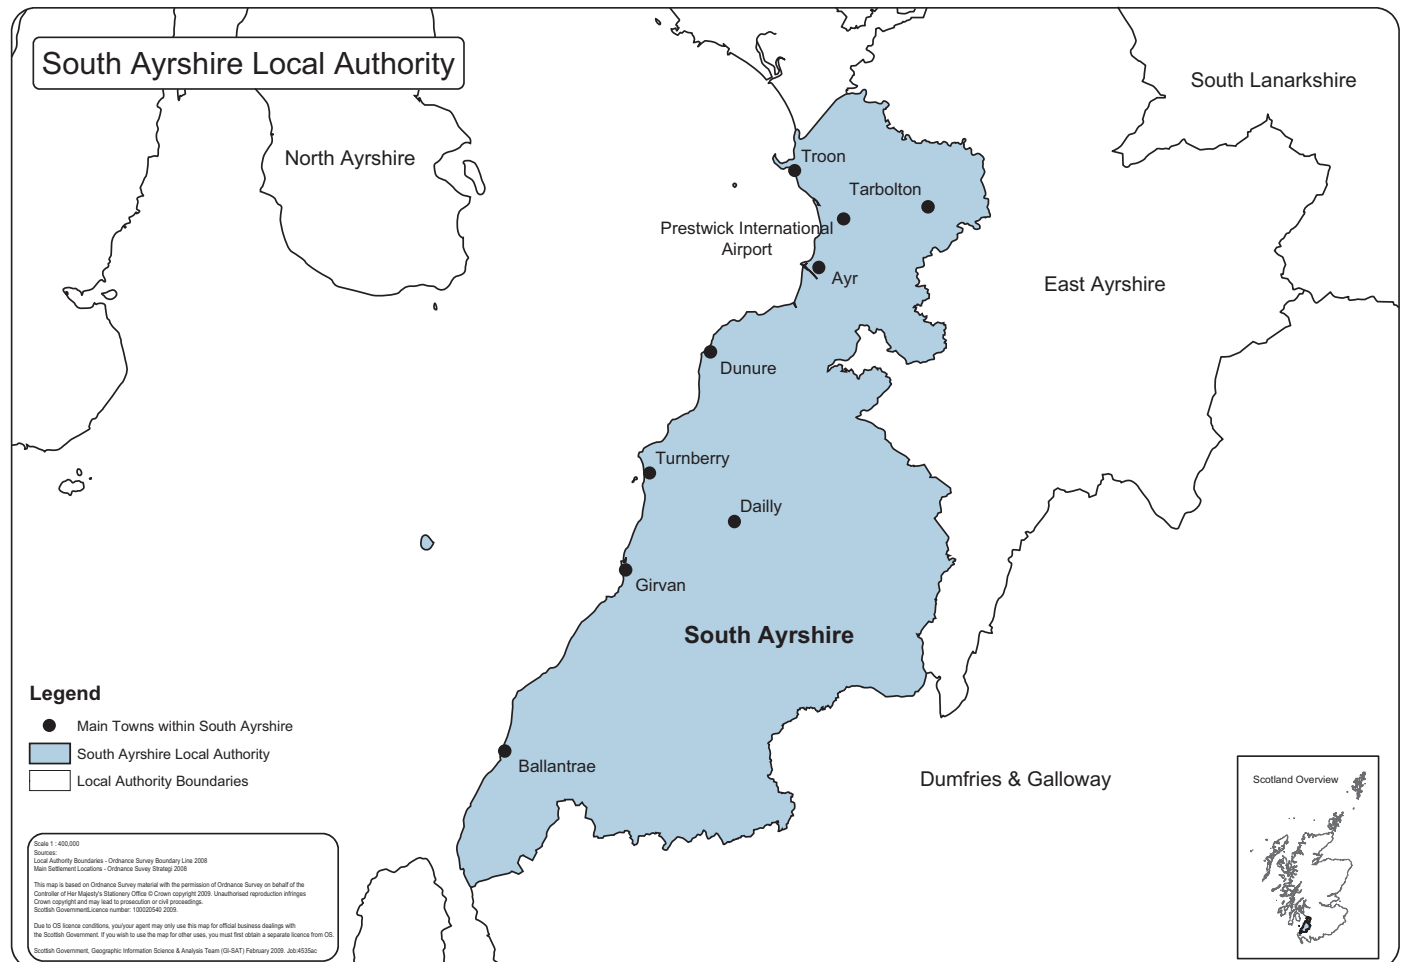 South Ayrshire Local Authority
South Lanarkshire
North Ayrshire
Troon
Tarbolton
Prestwick International
Airport
Ayr
East Ayrshire
Dunure
Turnberry
Dailly
Girvan
South Ayrshire
Ballantrae
Dumfries & Galloway
Legend
Main Towns within South Ayrshire
South Ayrshire Local Authority
Local Authority Boundaries
Scotland Overview
Scale 1 : 400,000
Sources:
Local Authority Boundaries - Ordnance Survey Boundary Line 2008
Main Settlement Locations - Ordnance Suvey Strategi 2008
This map is based on Ordnance Survey material with the permission of Ordnance Survey on behalf of the
Controller of Her Majesty's Stationery Office © Crown copyright 2009. Unauthorised reproduction infringes
Crown copyright and may lead to prosecution or civil proceedings.
Scottish GovernmentLicence number: 100020540 2009.
Due to OS licence conditions, you/your agent may only use this map for official business dealings with
the Scottish Government. If you wish to use the map for other uses, you must first obtain a separate licence from OS.
Scottish Government, Geographic Information Science & Analysis Team (GI-SAT) February 2009. Job:4535ac